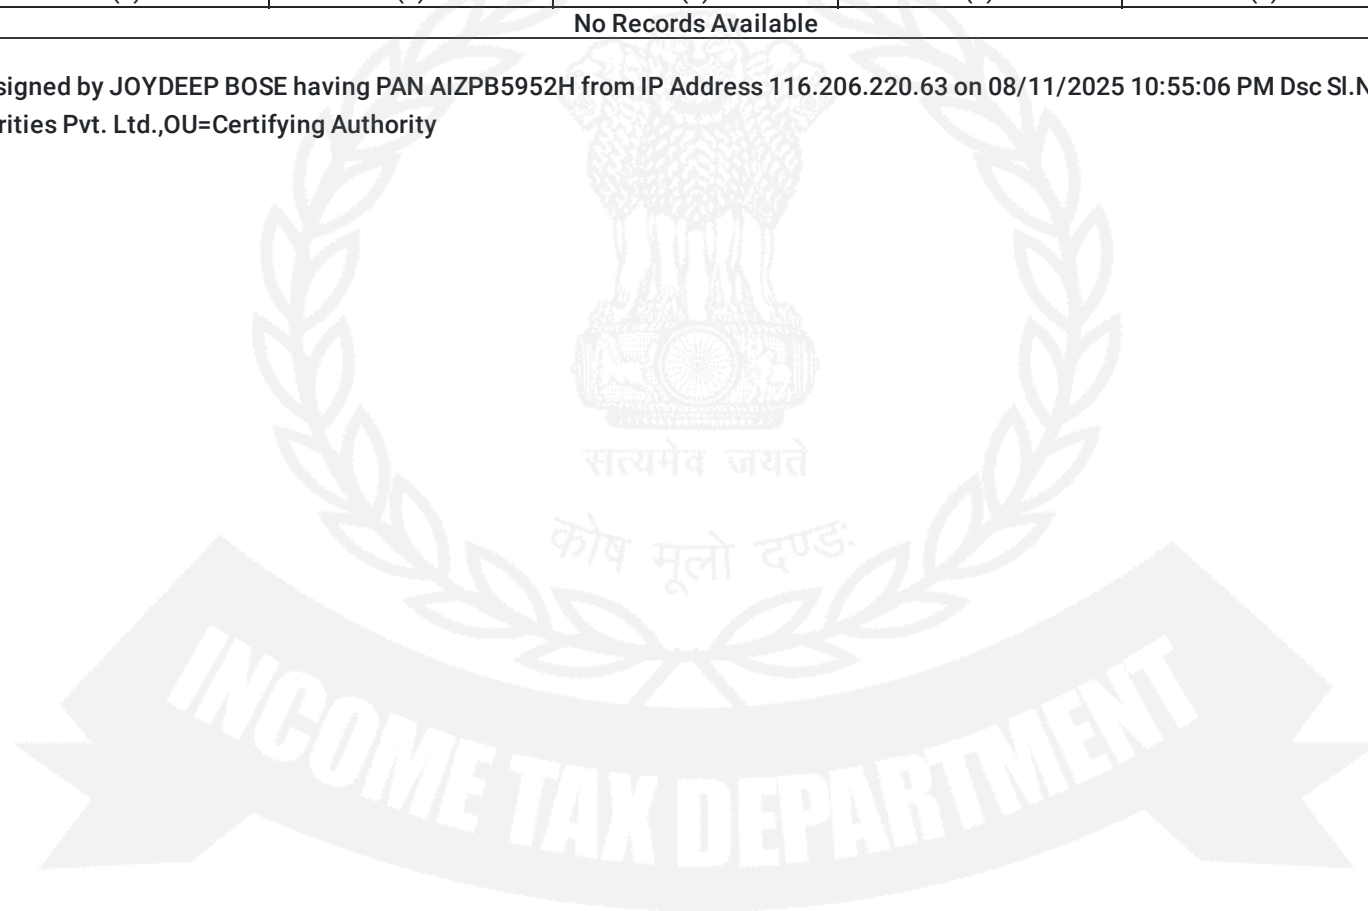 No Records Available
signed by JOYDEEP BOSE having PAN AIZPB5952H from IP Address 116.206.220.63 on 08/11/2025 10:55:06 PM Dsc Sl.N
rities Pvt. Ltd.,OU=Certifying Authority
सत्यमेव जयते
कोष मूलो दण्डः
INCOME TAX DEPARTMENT